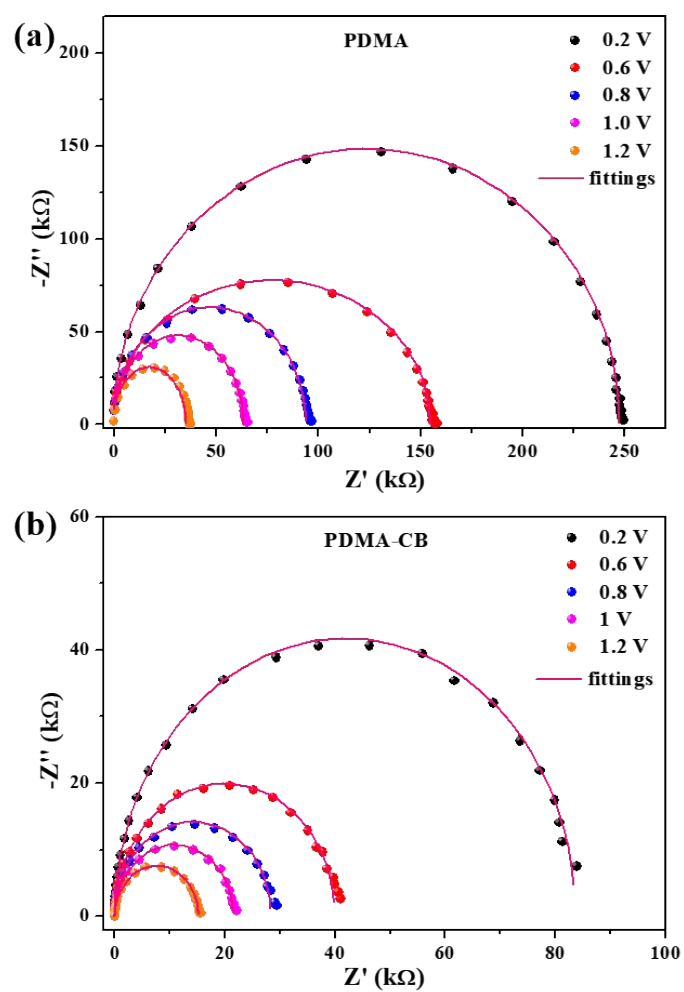 (a)
PDMA
0.2 V
0.6 V
0.8 V
1.0 V
1.2 V
fittings
200
150
100
50
0
-Z'' (kΩ)
0 50 100 150 200 250
Z' (kΩ)
(b)
PDMA-CB
0.2 V
0.6 V
0.8 V
1 V
1.2 V
fittings
60
40
20
0
-Z'' (kΩ)
0 20 40 60 80 100
Z' (kΩ)